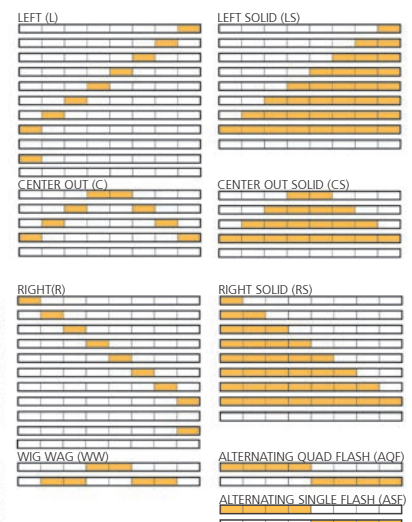 LEFT (L)
LEFT SOLID (LS)
CENTER OUT (C)
CENTER OUT SOLID (CS)
RIGHT(R)
RIGHT SOLID (RS)
WIG WAG (WW)
ALTERNATING QUAD FLASH (AQF)
ALTERNATING SINGLE FLASH (ASF)